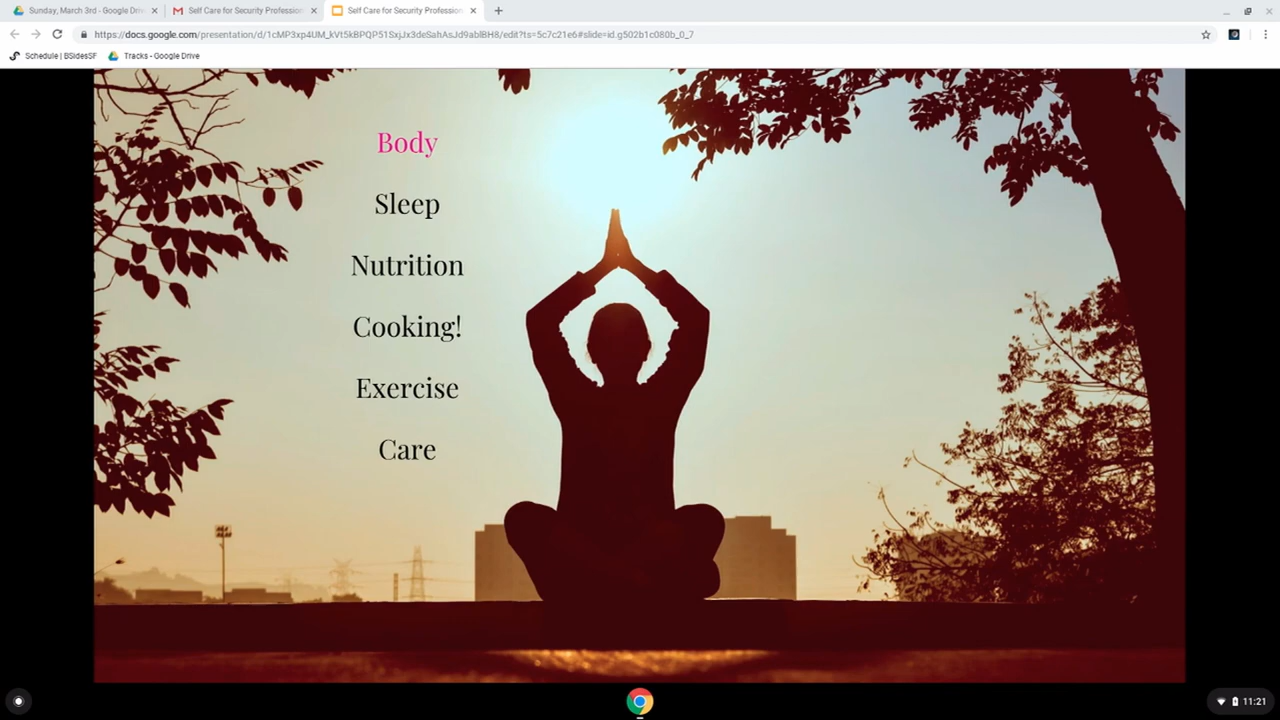 Sunday, March 3rd - Google Driv
Self Care for Security Profession
Self Care for Security Profession
https://docs.google.com/presentation/d/1cMP3xp4UM_kVt5kBPQP51SxjJx3deSahAsJd9ablBH8/edit?ts=5c7c21e6#slide=id.g502b1c080b_0_7
Schedule | BSidesSF
Tracks - Google Drive
Body
Sleep
Nutrition
Cooking!
Exercise
Care
11:21